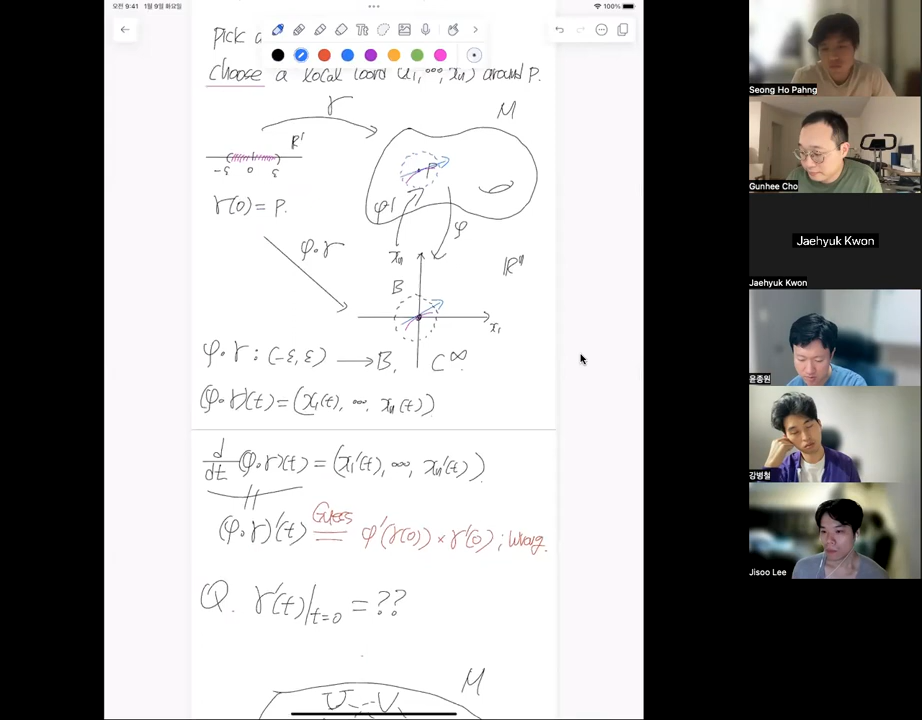 오전 9:41 1월 9일 화요일
100%
Pick a
choose a local coord (x₁, ⋯, xₙ) around P.
γ
M
R¹
-ε 0 ε
P
γ(0) = P.
φ⁻¹
φ
φ∘γ
xₙ
Rⁿ
B
x₁
φ∘γ : (-ε, ε) → B, C^∞.
(φ∘γ)(t) = (x₁(t), ⋯, xₙ(t))
d/dt (φ∘γ)(t) = (x₁'(t), ⋯, xₙ'(t)).
(φ∘γ)'(t) = Guess φ'(γ(0)) × γ'(0) ; wrong.
Q. γ'(t)|t=0 = ??
M
U V
Seong Ho Pahng
Gunhee Cho
Jaehyuk Kwon
Jaehyuk Kwon
윤종원
강병철
Jisoo Lee